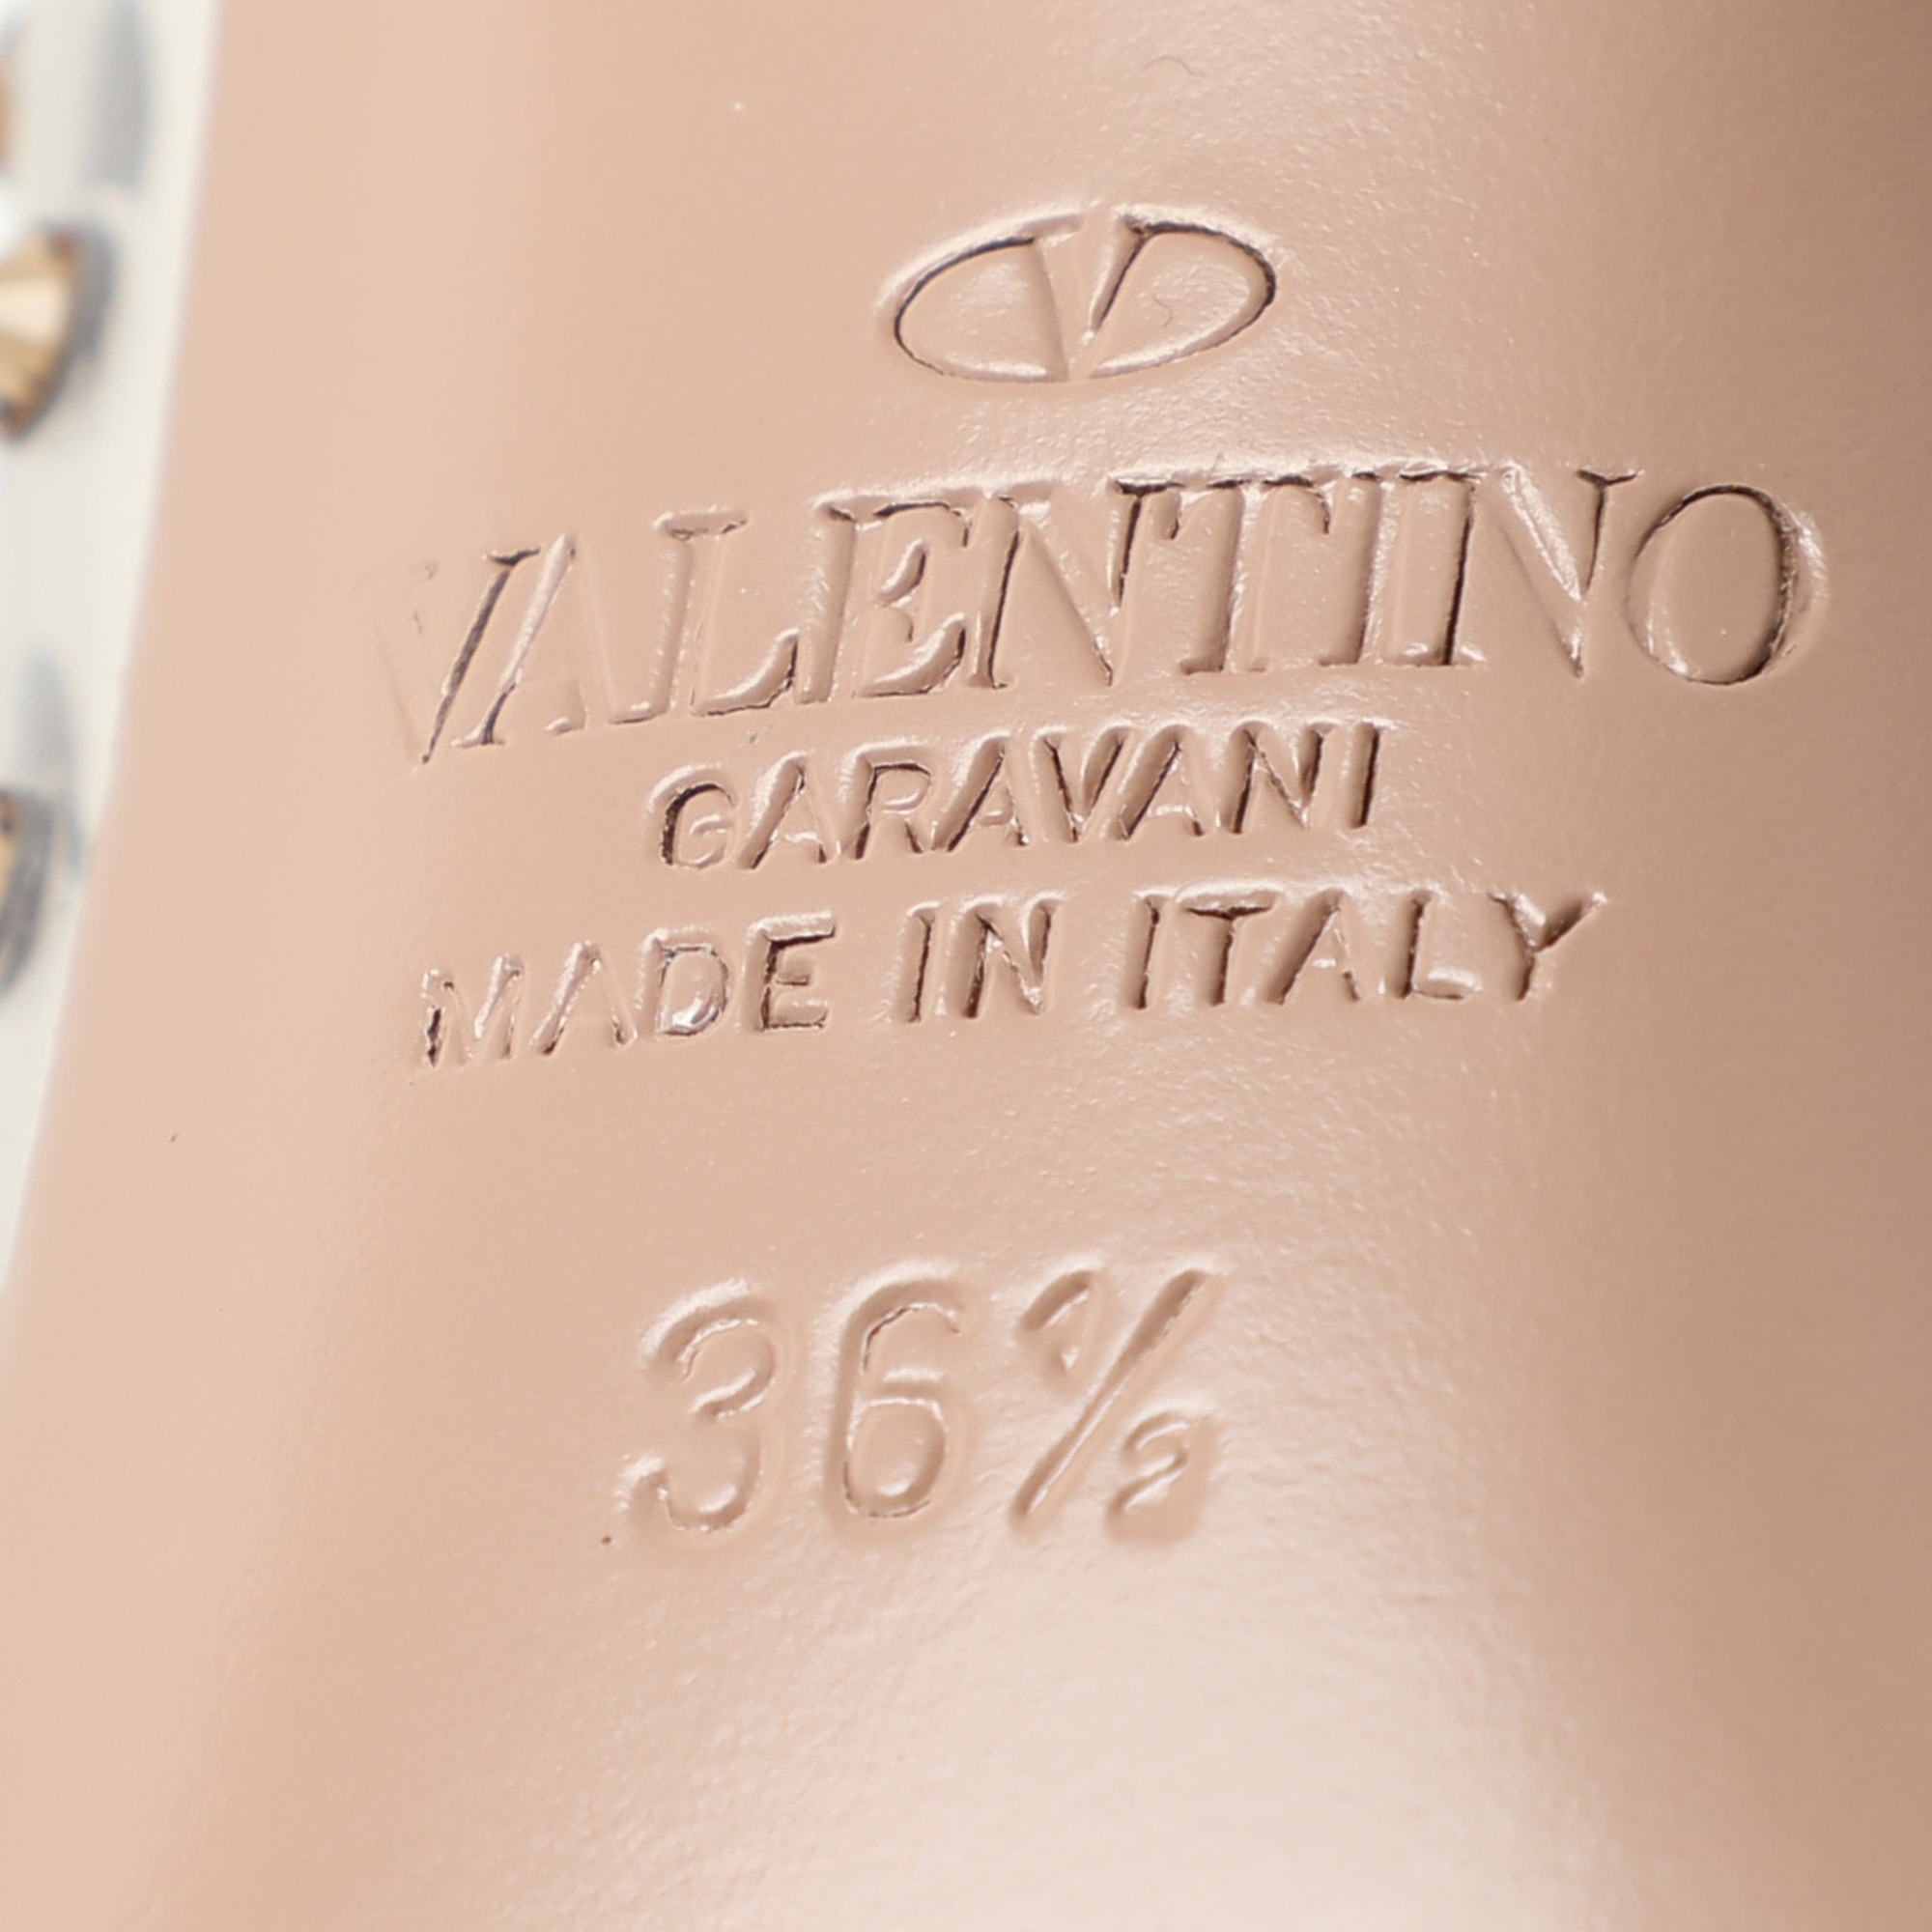 V
VALENTINO
GARAVANI
MADE IN ITALY
36½